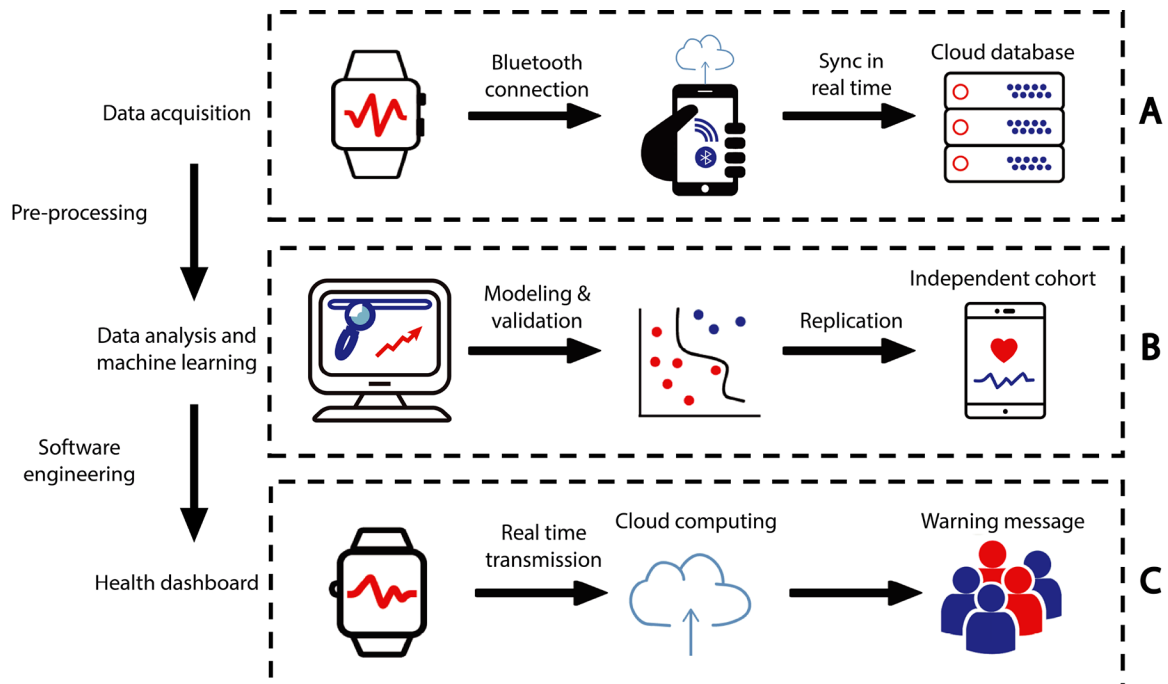 Data acquisition
Pre-processing
Data analysis and
machine learning
Software
engineering
Health dashboard
Bluetooth
connection
Sync in
real time
Cloud database
A
Modeling &
validation
Replication
Independent cohort
B
Real time
transmission
Cloud computing
Warning message
C